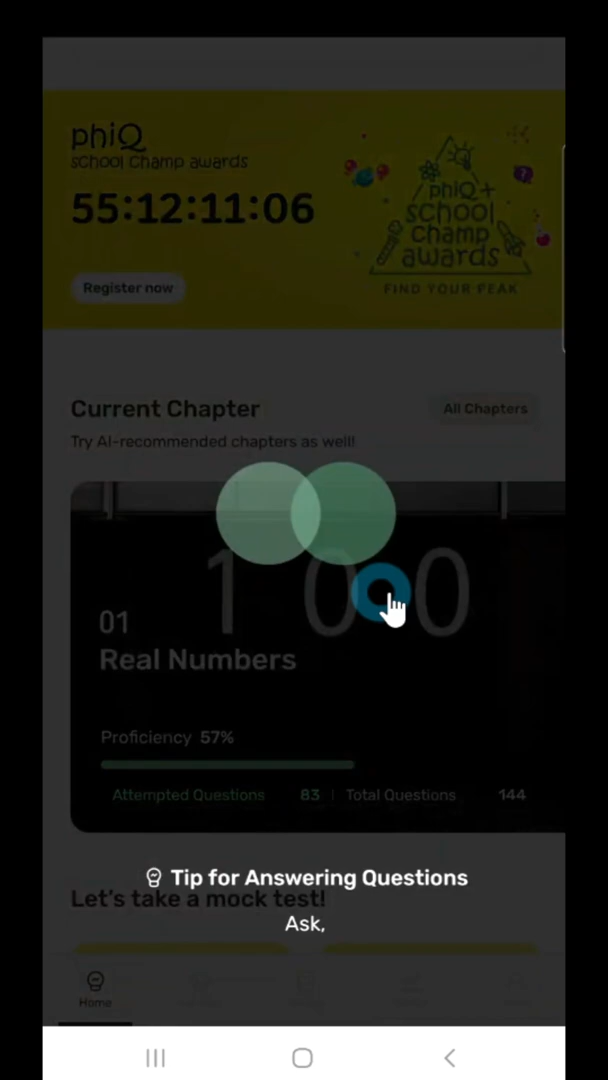 phiQ
school champ awards
55:12:11:06
Register now
phiQ+
school
champ
awards
FIND YOUR PEAK
?
Current Chapter
All Chapters
Try AI-recommended chapters as well!
1 0 0
01
Real Numbers
Proficiency 57%
Attempted Questions 83 | Total Questions 144
Tip for Answering Questions
Let's take a mock test!
Ask,
Home